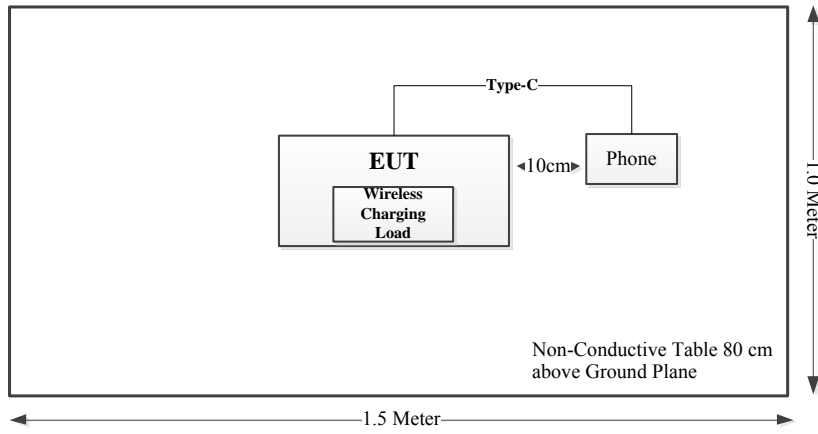 Type-C
EUT
10cm
Phone
Wireless
Charging
Load
1.0 Meter
Non-Conductive Table 80 cm
above Ground Plane
1.5 Meter